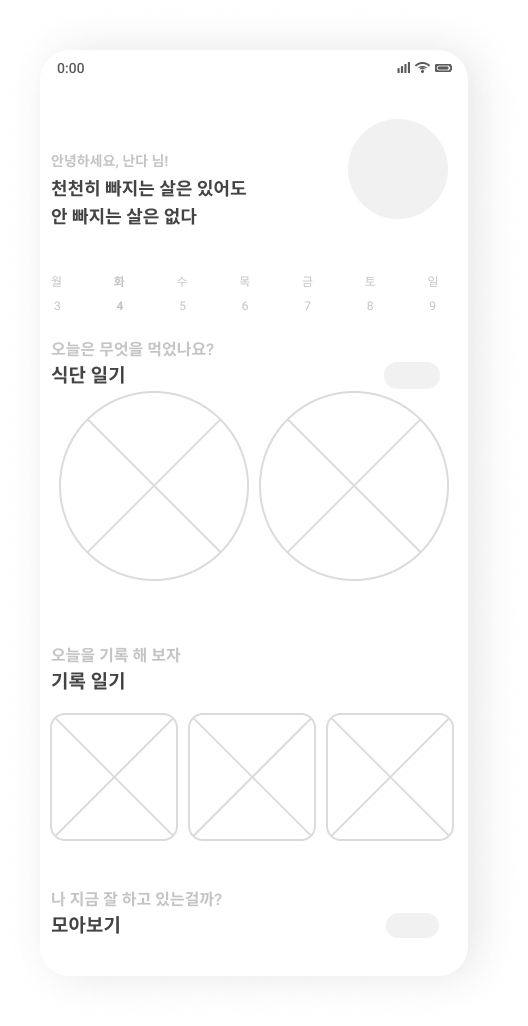 0:00
안녕하세요, 난다 님!
천천히 빠지는 살은 있어도
안 빠지는 살은 없다
월 화 수 목 금 토 일
3 4 5 6 7 8 9
오늘은 무엇을 먹었나요?
식단 일기
오늘을 기록 해 보자
기록 일기
나 지금 잘 하고 있는걸까?
모아보기